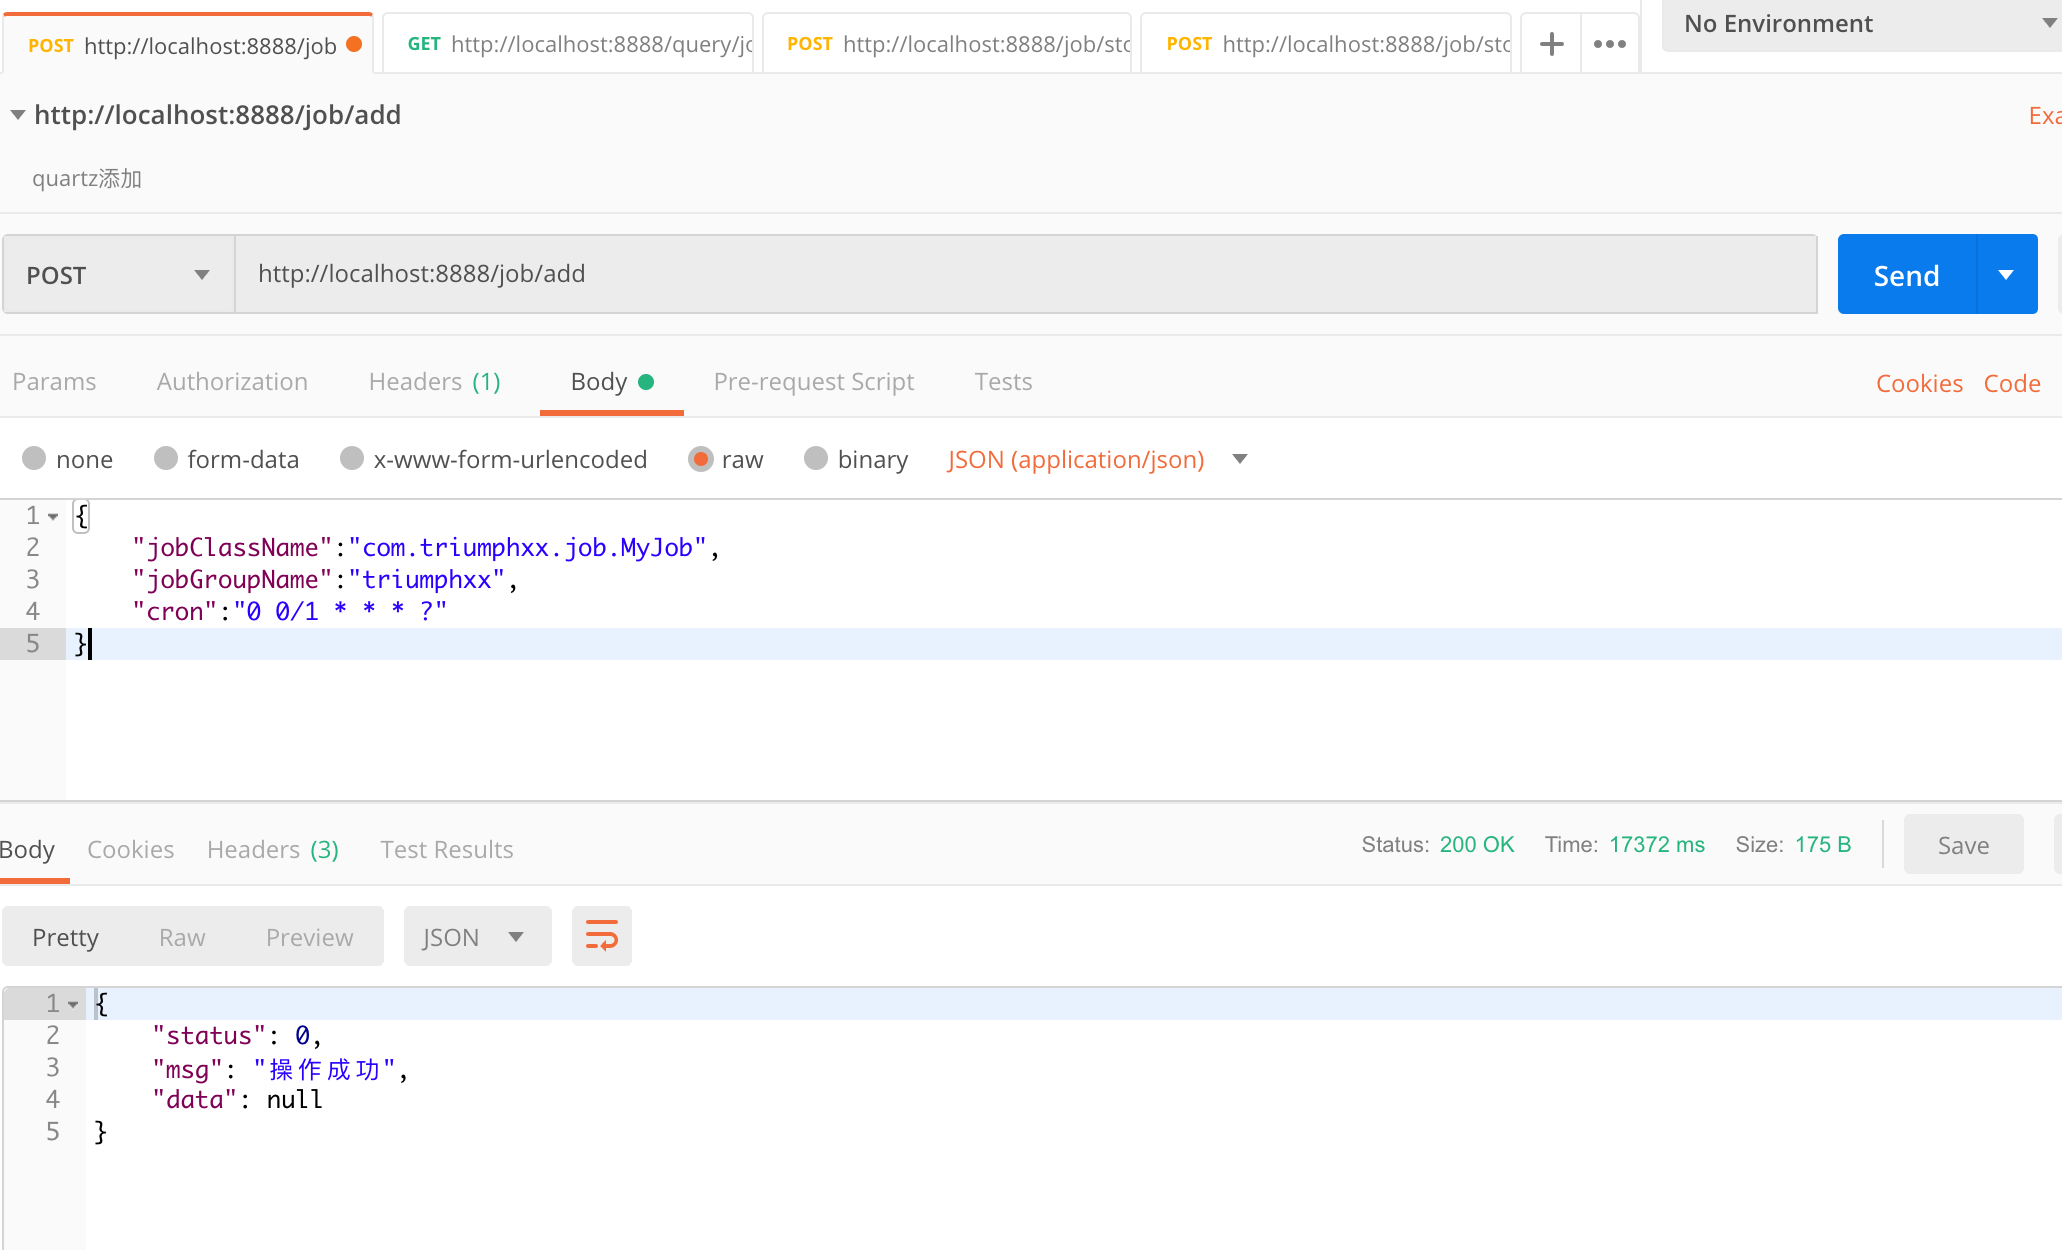 POST http://localhost:8888/job
GET http://localhost:8888/query/jo
POST http://localhost:8888/job/sto
POST http://localhost:8888/job/sto
No Environment
http://localhost:8888/job/add
Exa
quartz添加
POST
http://localhost:8888/job/add
Send
Params Authorization Headers (1) Body Pre-request Script Tests Cookies Code
none form-data x-www-form-urlencoded raw binary JSON (application/json)
1 {
2 "jobClassName":"com.triumphxx.job.MyJob",
3 "jobGroupName":"triumphxx",
4 "cron":"0 0/1 * * * ?"
5 }
Body Cookies Headers (3) Test Results Status: 200 OK Time: 17372 ms Size: 175 B Save
Pretty Raw Preview JSON
1 {
2 "status": 0,
3 "msg": "操作成功",
4 "data": null
5 }